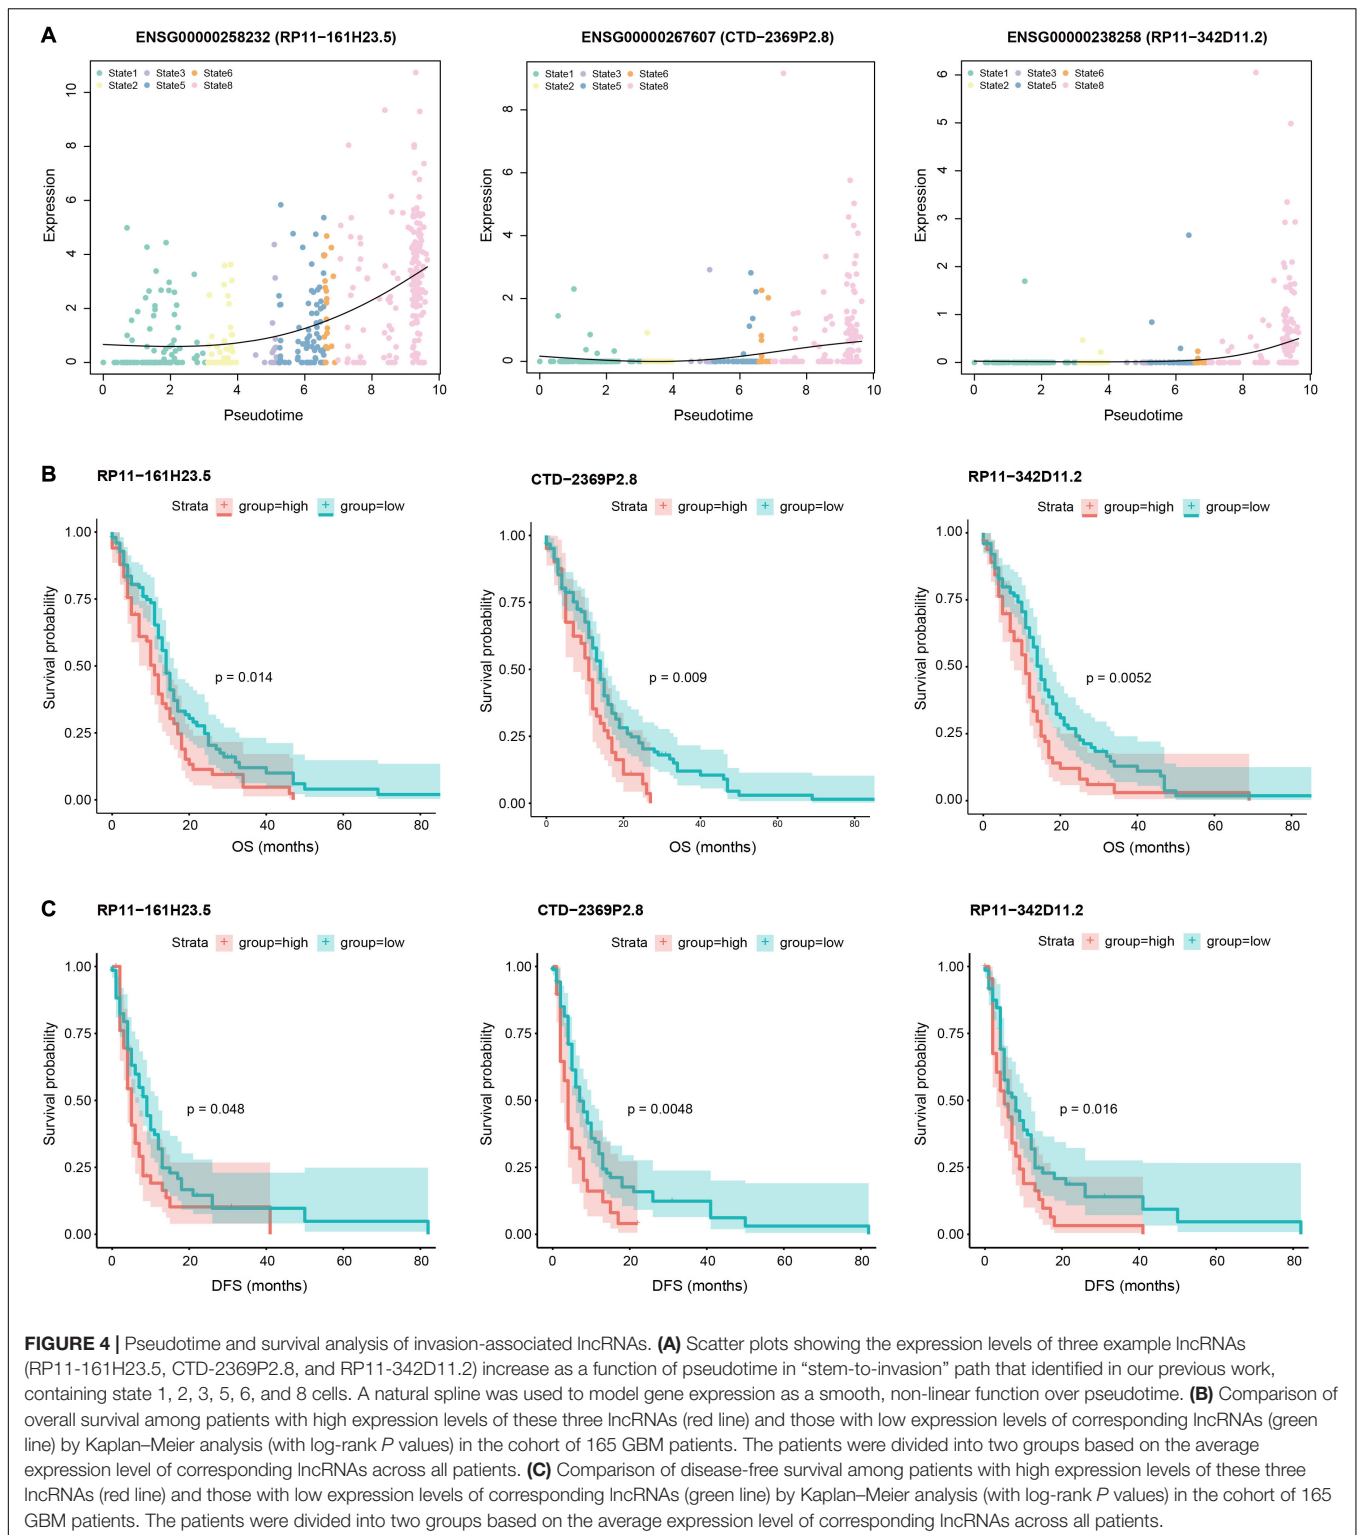 A
ENSG00000258232 (RP11−161H23.5)
State1 State3 State6
State2 State5 State8
Expression
0 2 4 6 8 10
0 2 4 6 8 10
Pseudotime
ENSG00000267607 (CTD−2369P2.8)
State1 State3 State6
State2 State5 State8
Expression
0 2 4 6 8
0 2 4 6 8 10
Pseudotime
ENSG00000238258 (RP11−342D11.2)
State1 State3 State6
State2 State5 State8
Expression
0 1 2 3 4 5 6
0 2 4 6 8 10
Pseudotime
B
RP11−161H23.5
Strata group=high group=low
Survival probability
1.00
0.75
0.50
0.25
0.00
p = 0.014
0 20 40 60 80
OS (months)
CTD−2369P2.8
Strata group=high group=low
Survival probability
1.00
0.75
0.50
0.25
0.00
p = 0.009
0 20 40 60 80
OS (months)
RP11−342D11.2
Strata group=high group=low
Survival probability
1.00
0.75
0.50
0.25
0.00
p = 0.0052
0 20 40 60 80
OS (months)
C
RP11−161H23.5
Strata group=high group=low
Survival probability
1.00
0.75
0.50
0.25
0.00
p = 0.048
0 20 40 60 80
DFS (months)
CTD−2369P2.8
Strata group=high group=low
Survival probability
1.00
0.75
0.50
0.25
0.00
p = 0.0048
0 20 40 60 80
DFS (months)
RP11−342D11.2
Strata group=high group=low
Survival probability
1.00
0.75
0.50
0.25
0.00
p = 0.016
0 20 40 60 80
DFS (months)
FIGURE 4 | Pseudotime and survival analysis of invasion-associated lncRNAs. (A) Scatter plots showing the expression levels of three example lncRNAs
(RP11-161H23.5, CTD-2369P2.8, and RP11-342D11.2) increase as a function of pseudotime in “stem-to-invasion” path that identified in our previous work,
containing state 1, 2, 3, 5, 6, and 8 cells. A natural spline was used to model gene expression as a smooth, non-linear function over pseudotime. (B) Comparison of
overall survival among patients with high expression levels of these three lncRNAs (red line) and those with low expression levels of corresponding lncRNAs (green
line) by Kaplan–Meier analysis (with log-rank P values) in the cohort of 165 GBM patients. The patients were divided into two groups based on the average
expression level of corresponding lncRNAs across all patients. (C) Comparison of disease-free survival among patients with high expression levels of these three
lncRNAs (red line) and those with low expression levels of corresponding lncRNAs (green line) by Kaplan–Meier analysis (with log-rank P values) in the cohort of 165
GBM patients. The patients were divided into two groups based on the average expression level of corresponding lncRNAs across all patients.